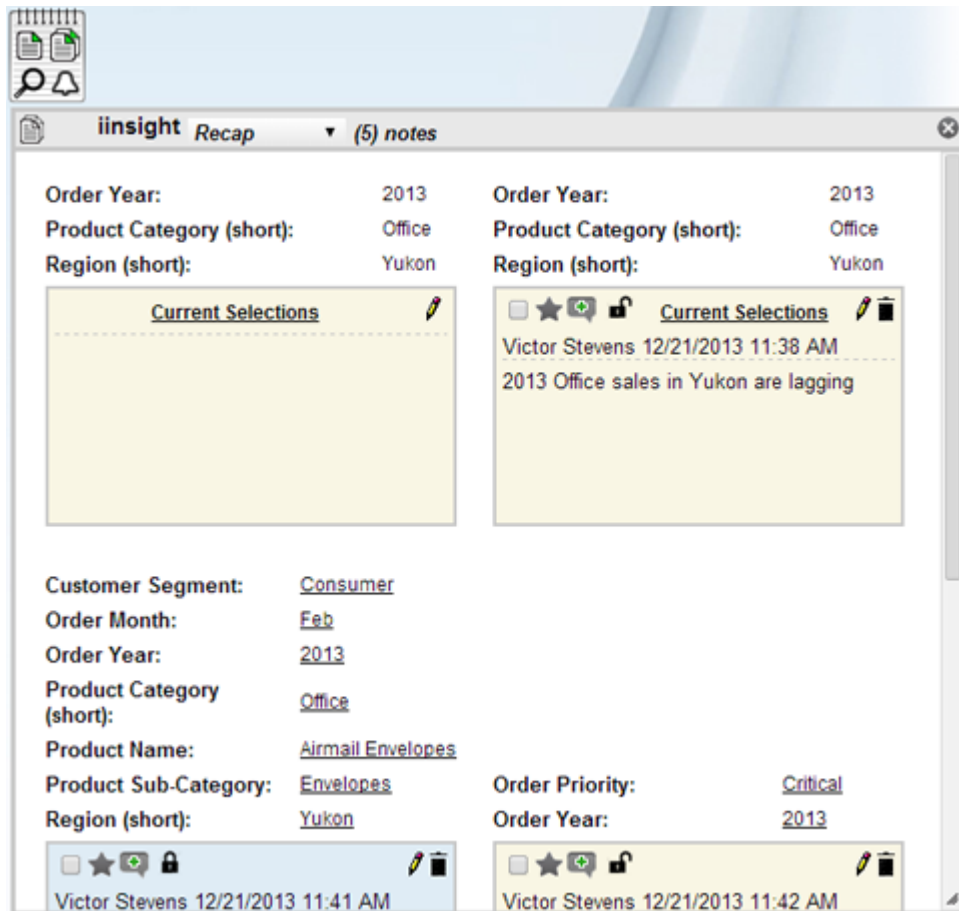 iinsight Recap (5) notes
Order Year: 2013
Product Category (short): Office
Region (short): Yukon
Current Selections
Order Year: 2013
Product Category (short): Office
Region (short): Yukon
Current Selections
Victor Stevens 12/21/2013 11:38 AM
2013 Office sales in Yukon are lagging
Customer Segment: Consumer
Order Month: Feb
Order Year: 2013
Product Category
(short): Office
Product Name: Airmail Envelopes
Product Sub-Category: Envelopes
Region (short): Yukon
Victor Stevens 12/21/2013 11:41 AM
Order Priority: Critical
Order Year: 2013
Victor Stevens 12/21/2013 11:42 AM